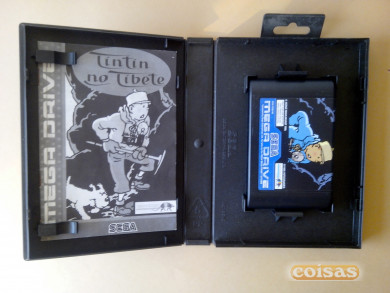 Tintin
no Tibete
MEGA DRIVE
SEGA
SEGA
MEGA DRIVE
coisas